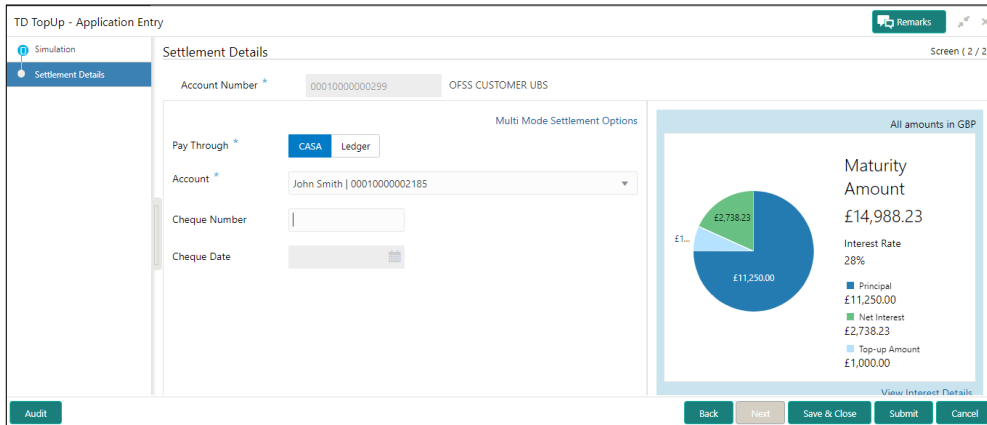 TD TopUp - Application Entry
Remarks
Simulation
Settlement Details
Settlement Details
Screen ( 2 / 2
Account Number *
00010000000299
OFSS CUSTOMER UBS
Multi Mode Settlement Options
Pay Through *
CASA
Ledger
Account *
John Smith | 00010000002185
Cheque Number
Cheque Date
All amounts in GBP
£2,738.23
£1...
£11,250.00
Maturity
Amount
£14,988.23
Interest Rate
28%
Principal
£11,250.00
Net Interest
£2,738.23
Top-up Amount
£1,000.00
View Interest Details
Audit
Back
Next
Save & Close
Submit
Cancel